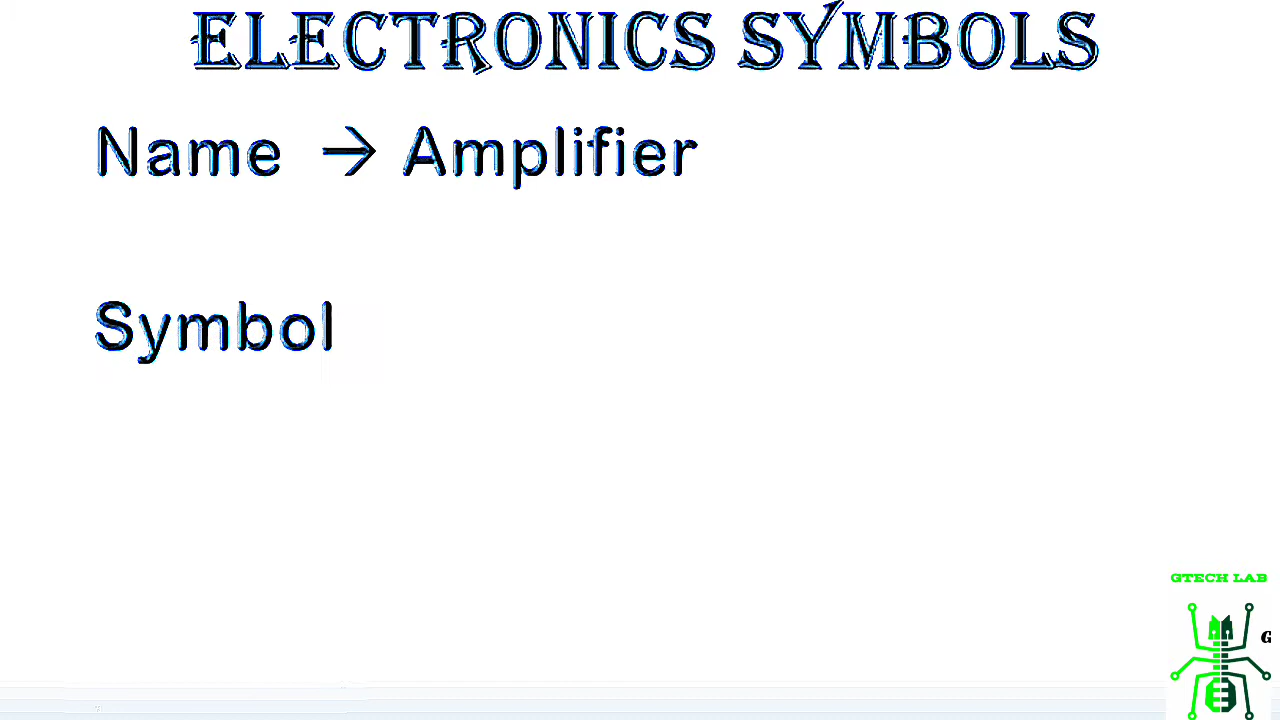 ELECTRONICS SYMBOLS
Name → Amplifier
Symbol
GTECH LAB
G